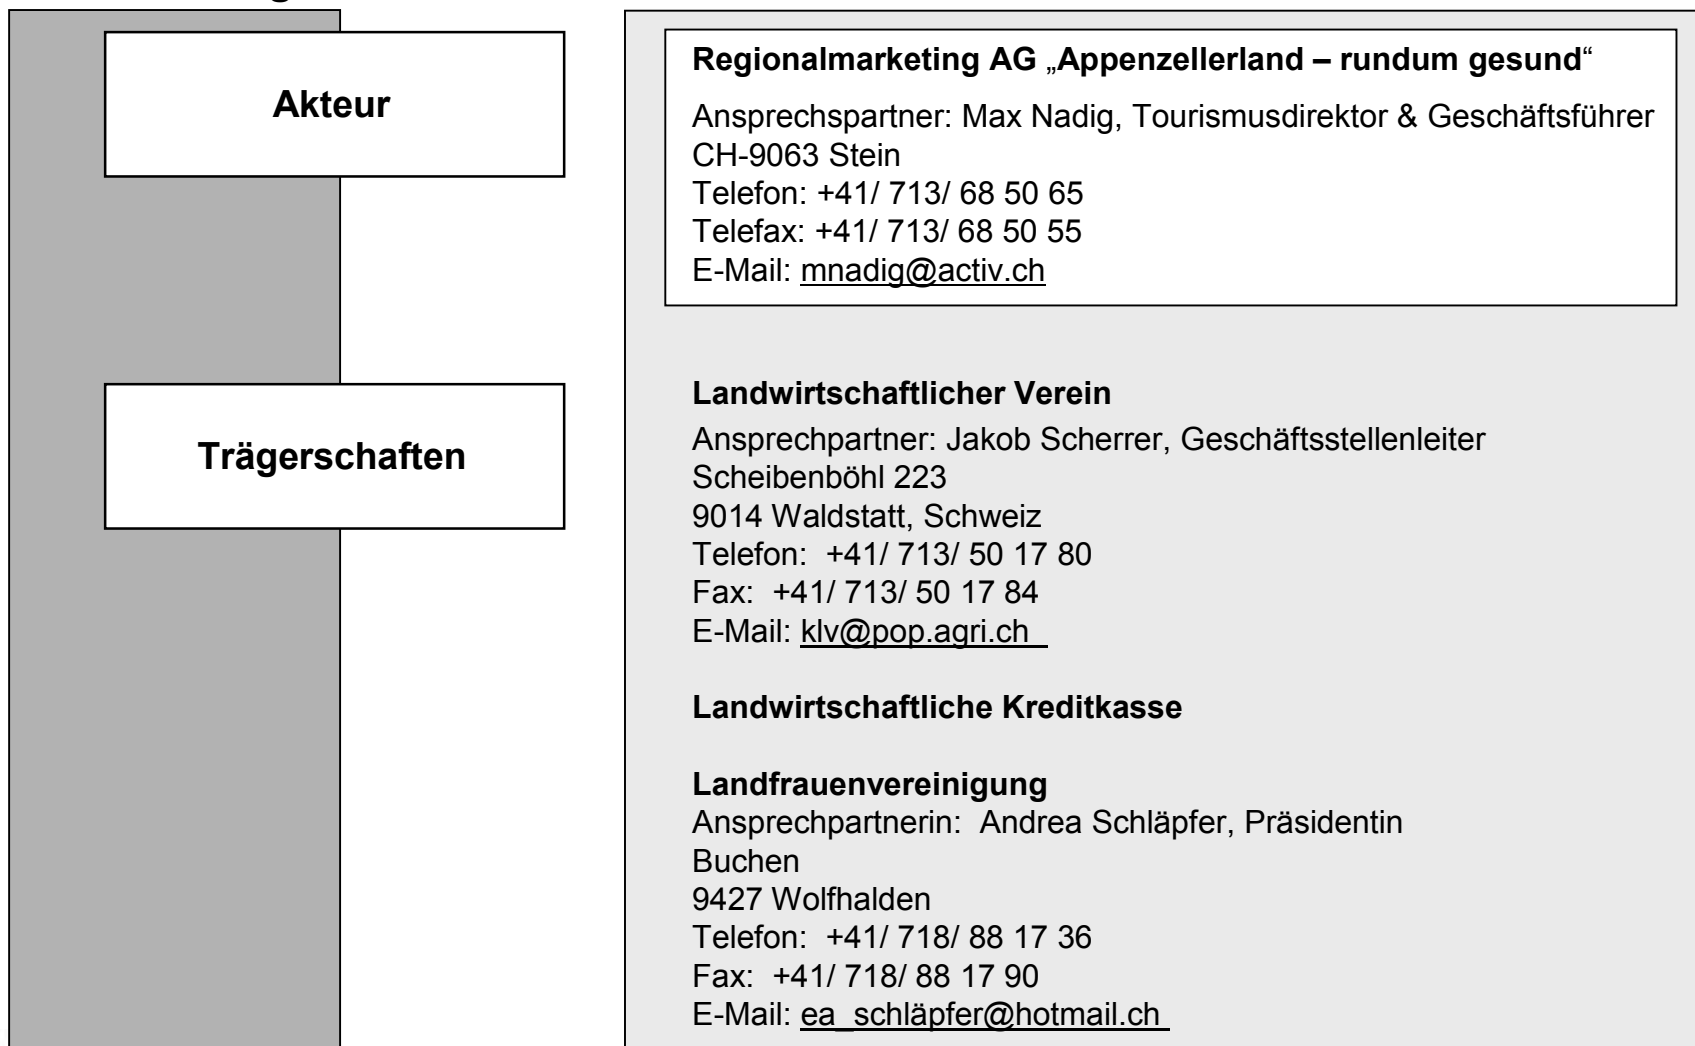 Akteur
Regionalmarketing AG „Appenzellerland – rundum gesund“
Ansprechspartner: Max Nadig, Tourismusdirektor & Geschäftsführer
CH-9063 Stein
Telefon: +41/ 713/ 68 50 65
Telefax: +41/ 713/ 68 50 55
E-Mail: mnadig@activ.ch
Trägerschaften
Landwirtschaftlicher Verein
Ansprechpartner: Jakob Scherrer, Geschäftsstellenleiter
Scheibenböhl 223
9014 Waldstatt, Schweiz
Telefon: +41/ 713/ 50 17 80
Fax: +41/ 713/ 50 17 84
E-Mail: klv@pop.agri.ch
Landwirtschaftliche Kreditkasse
Landfrauenvereinigung
Ansprechpartnerin: Andrea Schläpfer, Präsidentin
Buchen
9427 Wolfhalden
Telefon: +41/ 718/ 88 17 36
Fax: +41/ 718/ 88 17 90
E-Mail: ea_schläpfer@hotmail.ch